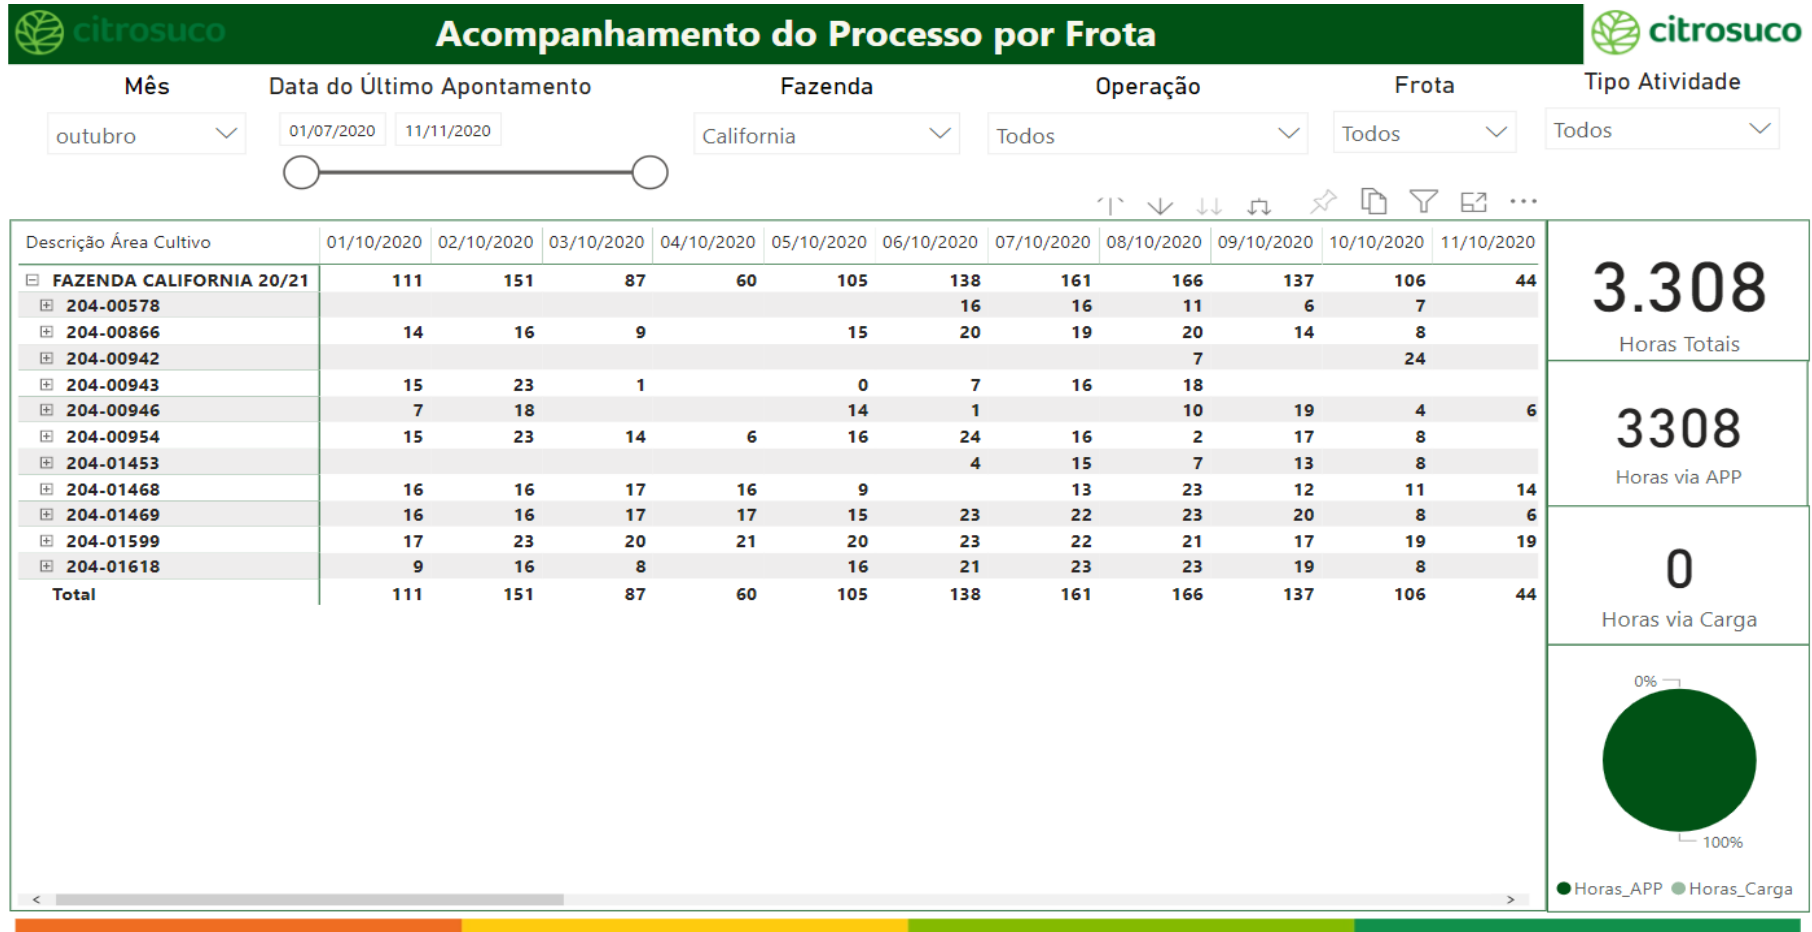 citrosuco
Acompanhamento do Processo por Frota
citrosuco
Mês
Data do Último Apontamento
Fazenda
Operação
Frota
Tipo Atividade
outubro
01/07/2020 11/11/2020
California
Todos
Todos
Todos
Descrição Área Cultivo 01/10/2020 02/10/2020 03/10/2020 04/10/2020 05/10/2020 06/10/2020 07/10/2020 08/10/2020 09/10/2020 10/10/2020 11/10/2020
FAZENDA CALIFORNIA 20/21 111 151 87 60 105 138 161 166 137 106 44
204-00578 16 16 11 6 7
204-00866 14 16 9 15 20 19 20 14 8
204-00942 7 24
204-00943 15 23 1 0 7 16 18
204-00946 7 18 14 1 10 19 4 6
204-00954 15 23 14 6 16 24 16 2 17 8
204-01453 4 15 7 13 8
204-01468 16 16 17 16 9 13 23 12 11 14
204-01469 16 16 17 17 15 23 22 23 20 8 6
204-01599 17 23 20 21 20 23 22 21 17 19 19
204-01618 9 16 8 16 21 23 23 19 8
Total 111 151 87 60 105 138 161 166 137 106 44
3.308
Horas Totais
3308
Horas via APP
0
Horas via Carga
0%
100%
Horas_APP Horas_Carga